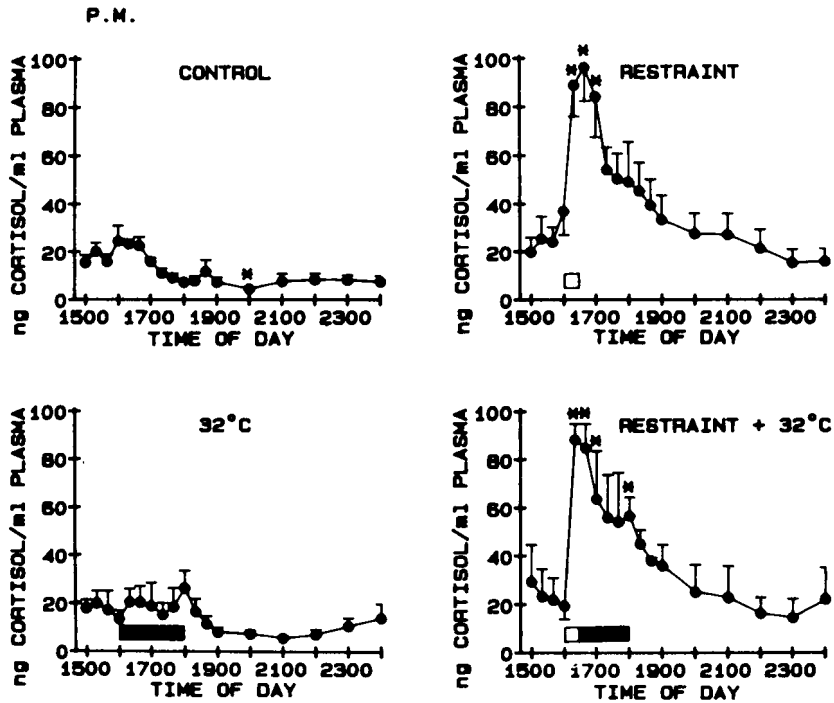 P.M.
CONTROL
ng CORTISOL/ml PLASMA
100
80
60
40
20
0
*
1500 1700 1900 2100 2300
TIME OF DAY
RESTRAINT
ng CORTISOL/ml PLASMA
100
80
60
40
20
0
* * *
1500 1700 1900 2100 2300
TIME OF DAY
32°C
ng CORTISOL/ml PLASMA
100
80
60
40
20
0
1500 1700 1900 2100 2300
TIME OF DAY
RESTRAINT + 32°C
ng CORTISOL/ml PLASMA
100
80
60
40
20
0
* * * *
1500 1700 1900 2100 2300
TIME OF DAY